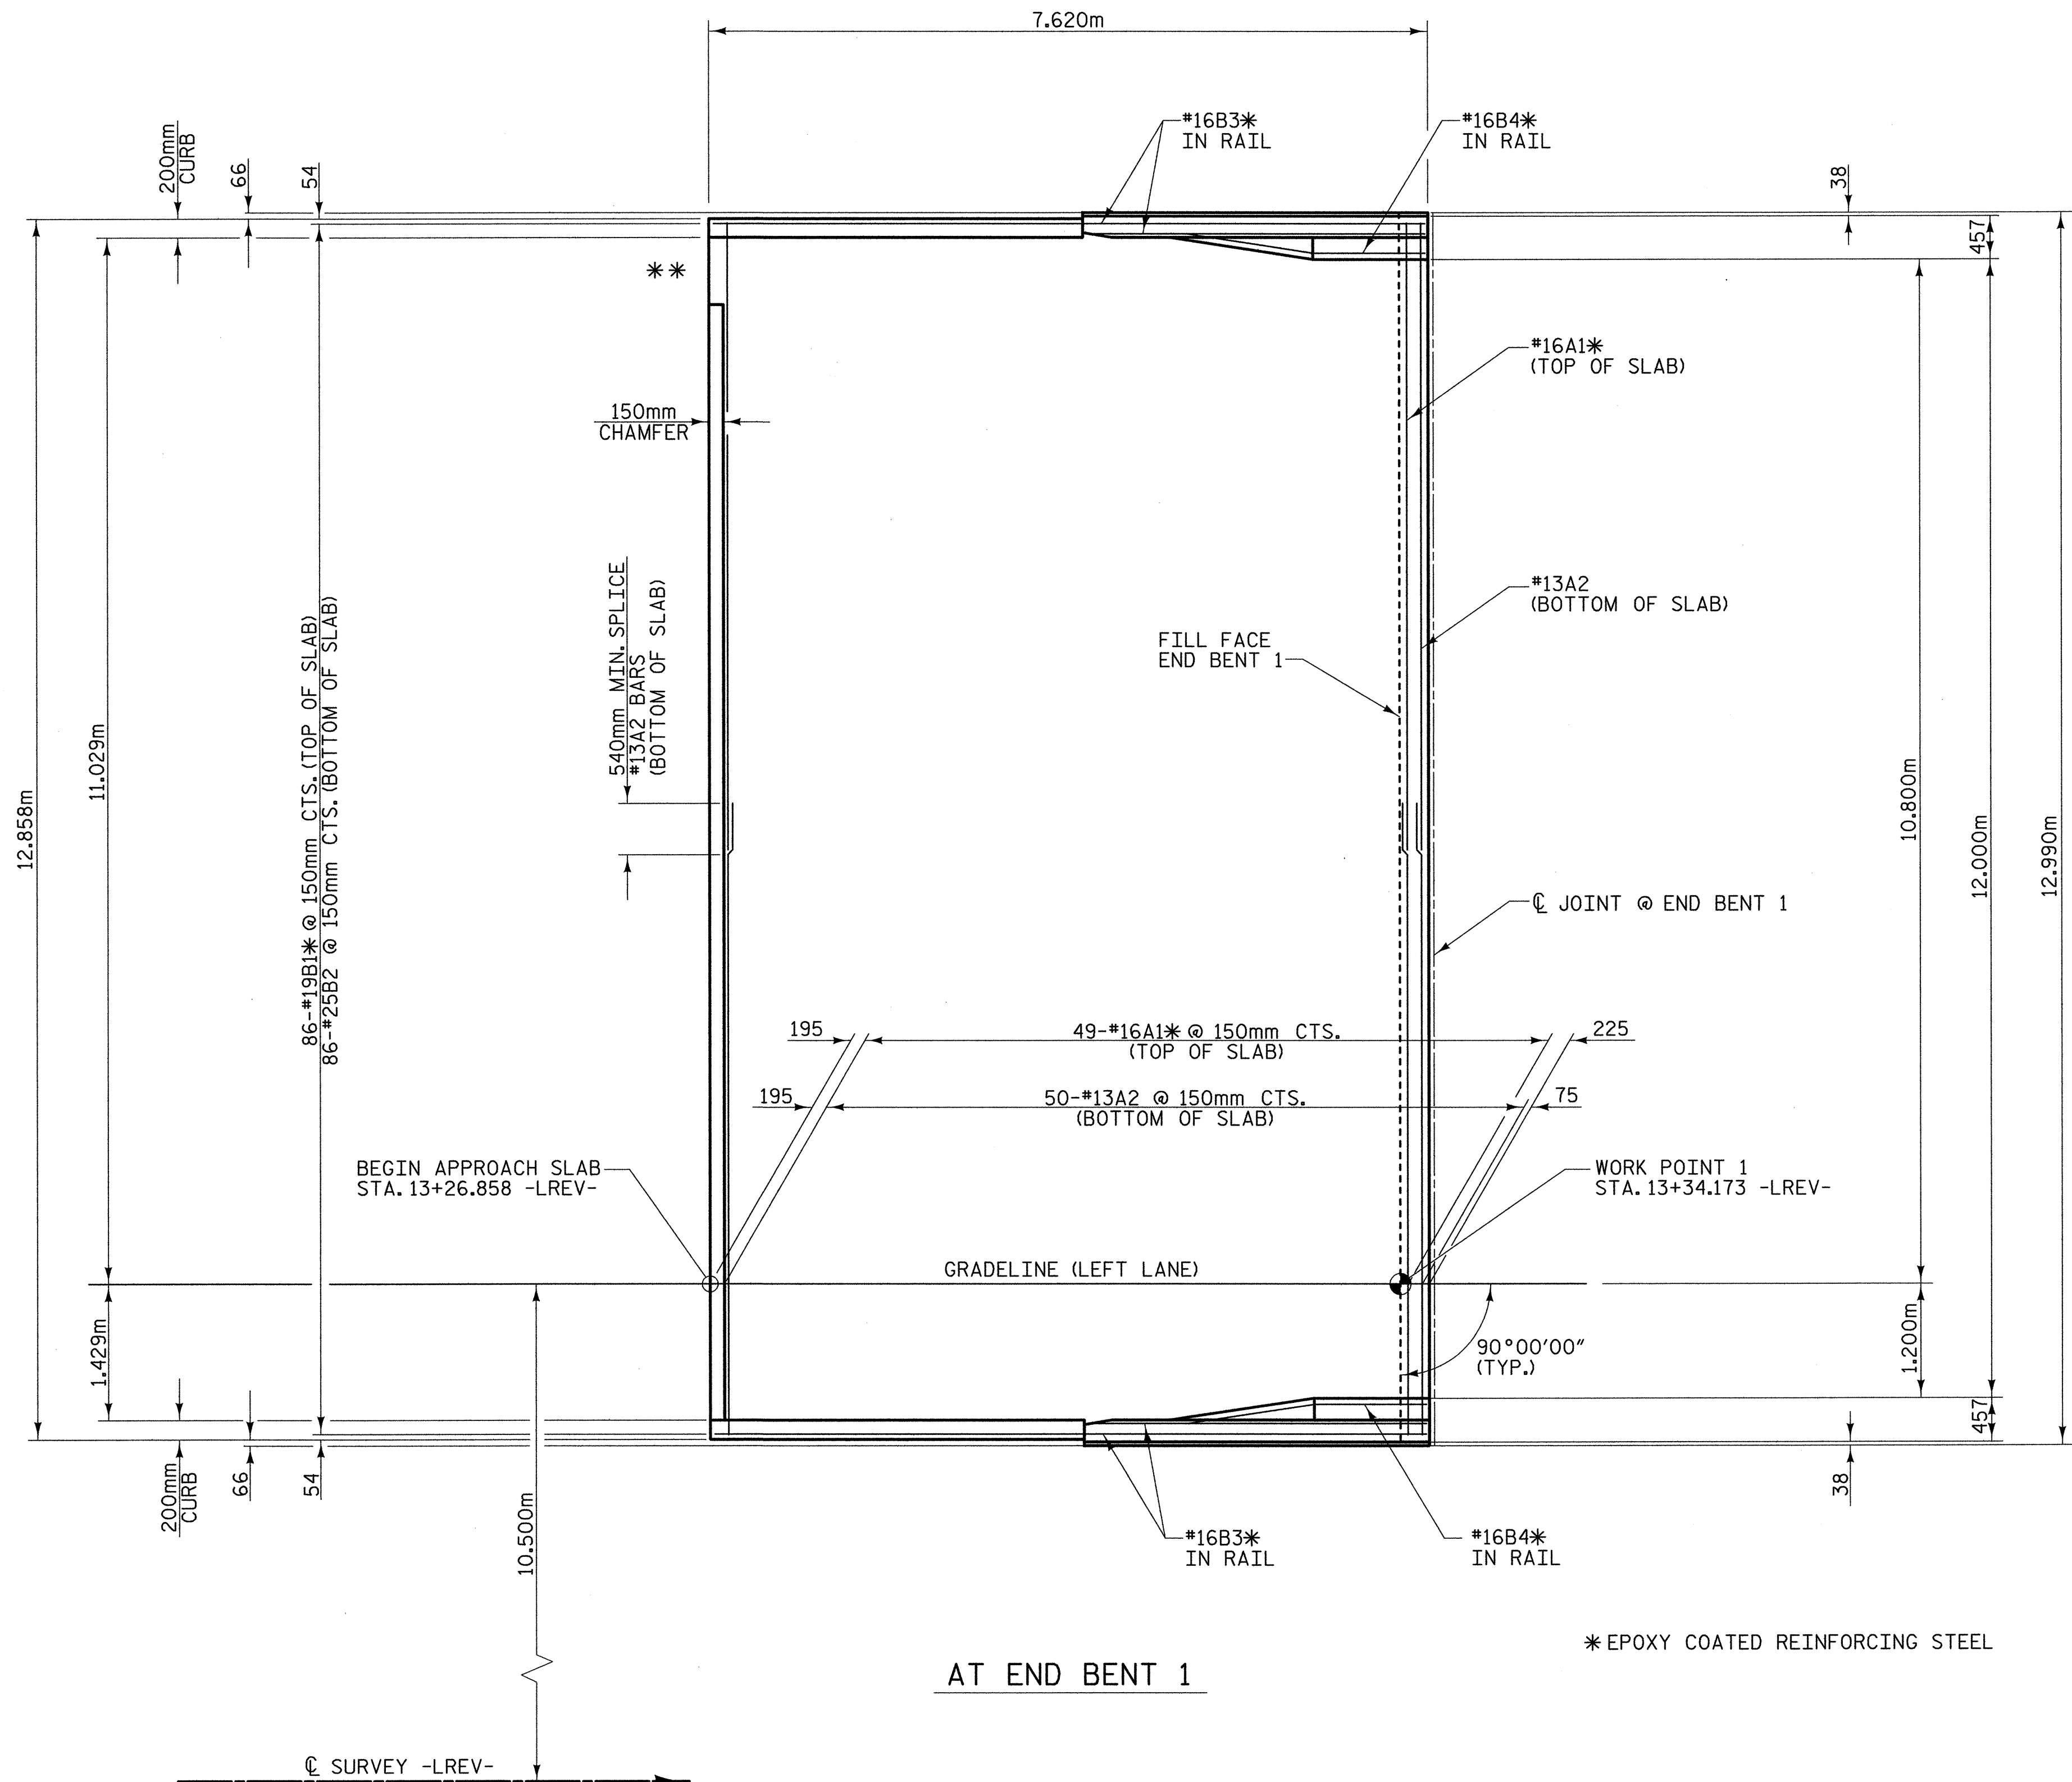 7.620m
#16B3*
IN RAIL
#16B4*
IN RAIL
200mm
CURB
66
54
38
457
**
#16A1*
(TOP OF SLAB)
150mm
CHAMFER
#13A2
(BOTTOM OF SLAB)
540mm MIN. SPLICE
#13A2 BARS
(BOTTOM OF SLAB)
FILL FACE
END BENT 1
12.858m
11.029m
86-#19B1* @ 150mm CTS. (TOP OF SLAB)
86-#25B2 @ 150mm CTS. (BOTTOM OF SLAB)
10.800m
12.000m
12.990m
℄ JOINT @ END BENT 1
195
49-#16A1* @ 150mm CTS.
(TOP OF SLAB)
225
195
50-#13A2 @ 150mm CTS.
(BOTTOM OF SLAB)
75
BEGIN APPROACH SLAB
STA. 13+26.858 -LREV-
WORK POINT 1
STA. 13+34.173 -LREV-
GRADELINE (LEFT LANE)
1.429m
90°00'00"
(TYP.)
1.200m
457
200mm
CURB
66
54
38
10.500m
#16B3*
IN RAIL
#16B4*
IN RAIL
* EPOXY COATED REINFORCING STEEL
AT END BENT 1
℄ SURVEY -LREV-